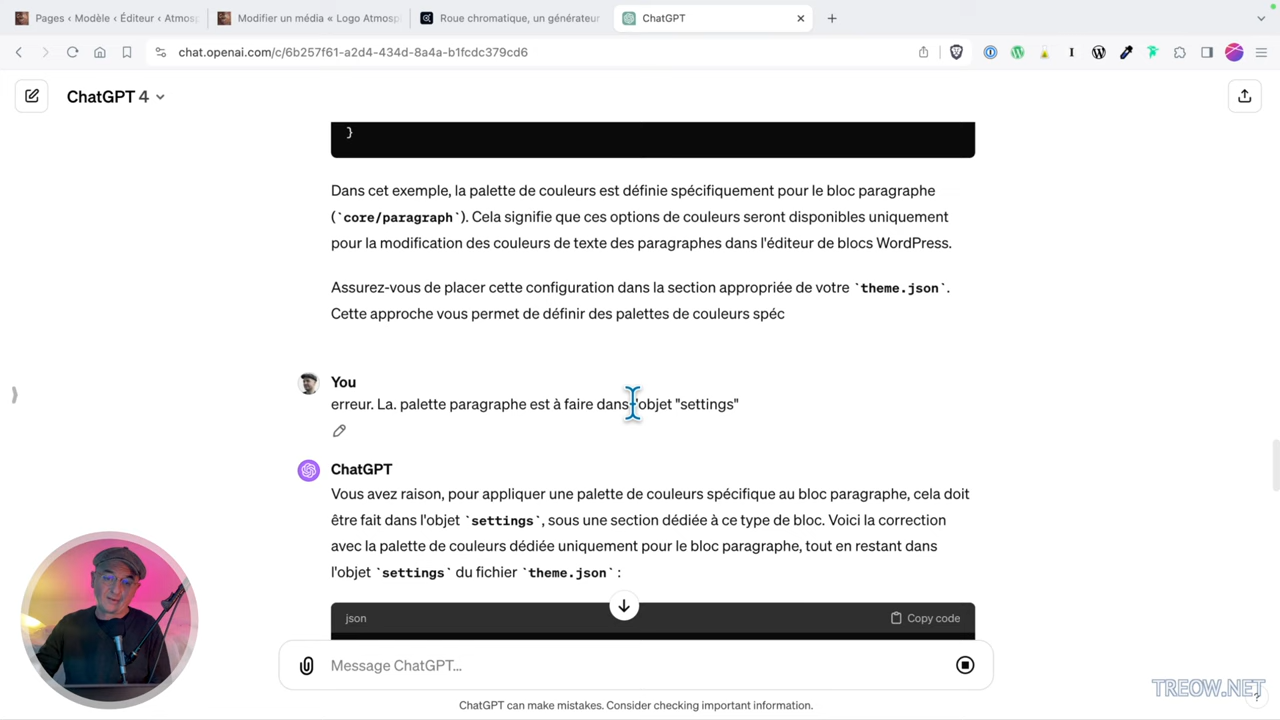 Pages ‹ Modèle ‹ Éditeur ‹ Atmos
Modifier un média « Logo Atmosp
Roue chromatique, un générateur
ChatGPT
chat.openai.com/c/6b257f61-a2d4-434d-8a4a-b1fcdc379cd6
ChatGPT 4
}
Dans cet exemple, la palette de couleurs est définie spécifiquement pour le bloc paragraphe
(`core/paragraph`). Cela signifie que ces options de couleurs seront disponibles uniquement
pour la modification des couleurs de texte des paragraphes dans l'éditeur de blocs WordPress.
Assurez-vous de placer cette configuration dans la section appropriée de votre `theme.json`.
Cette approche vous permet de définir des palettes de couleurs spéc
You
erreur. La. palette paragraphe est à faire dans l'objet "settings"
ChatGPT
Vous avez raison, pour appliquer une palette de couleurs spécifique au bloc paragraphe, cela doit
être fait dans l'objet `settings`, sous une section dédiée à ce type de bloc. Voici la correction
avec la palette de couleurs dédiée uniquement pour le bloc paragraphe, tout en restant dans
l'objet `settings` du fichier `theme.json` :
json
Copy code
Message ChatGPT...
ChatGPT can make mistakes. Consider checking important information.
TREOW.NET
?